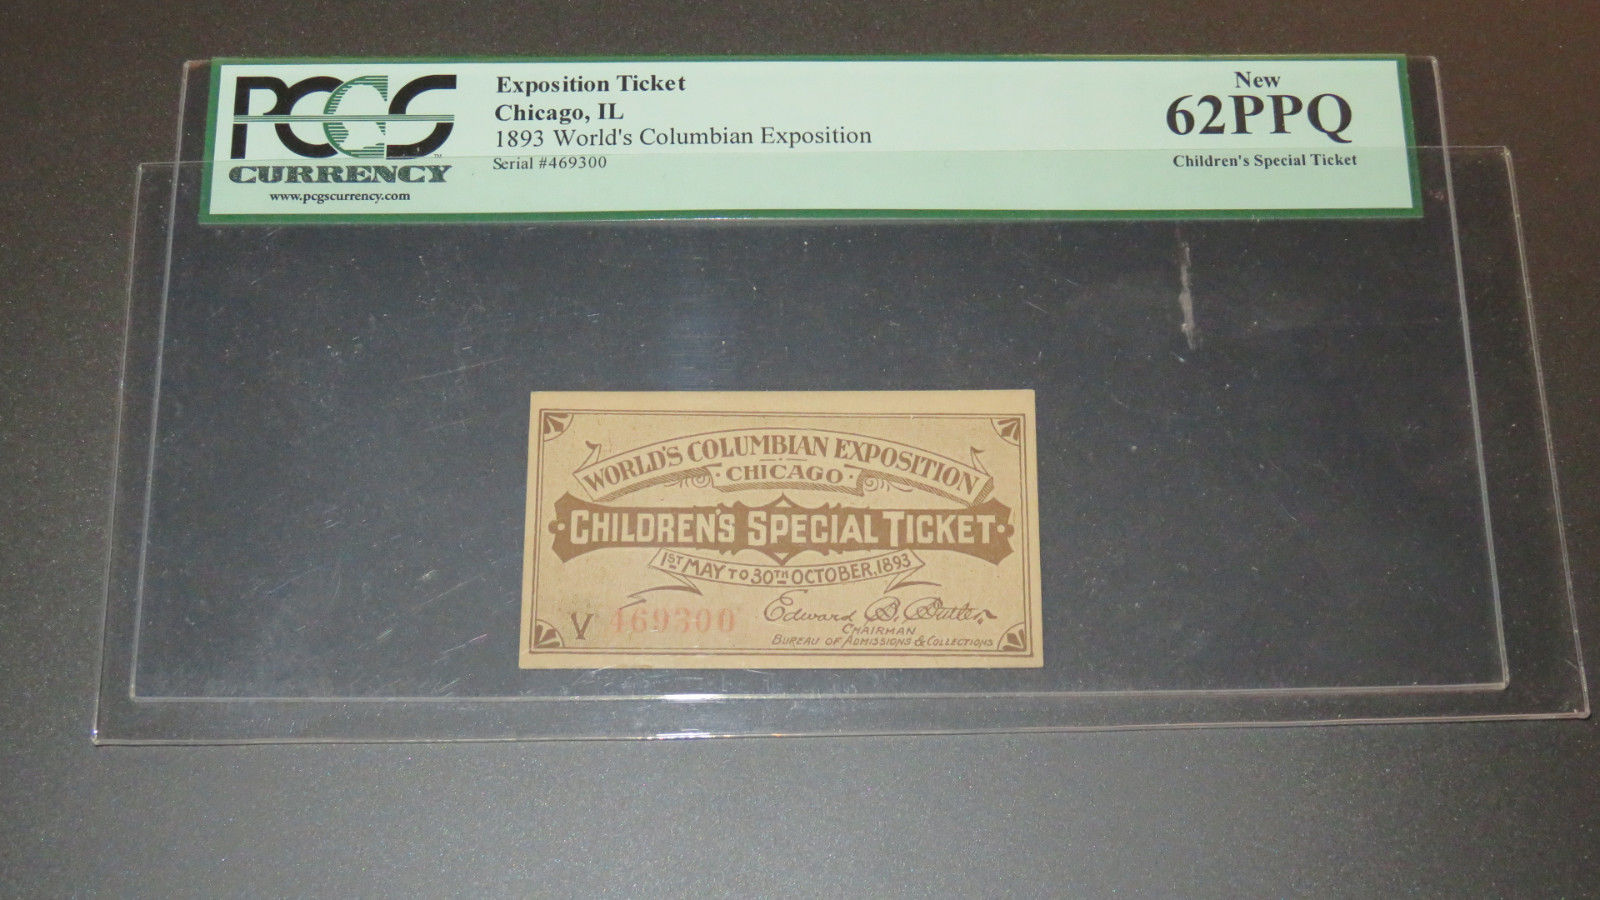 PCGS
CURRENCY
www.pcgscurrency.com
Exposition Ticket
Chicago, IL
1893 World's Columbian Exposition
Serial #469300
New
62PPQ
Children's Special Ticket
WORLD'S COLUMBIAN EXPOSITION
CHICAGO
CHILDREN'S SPECIAL TICKET
1ST MAY TO 30TH OCTOBER, 1893
V 469300
Edward B. Butler
CHAIRMAN
BUREAU OF ADMISSIONS & COLLECTIONS